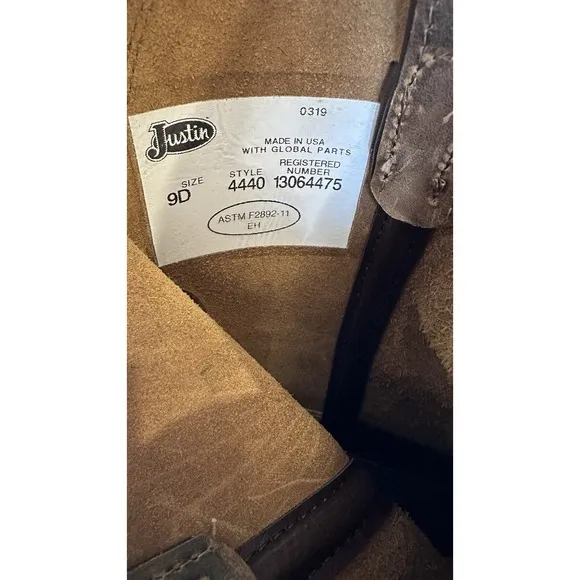 Justin
0319
MADE IN USA
WITH GLOBAL PARTS
SIZE STYLE REGISTERED NUMBER
9D 4440 13064475
ASTM F2892-11
EH